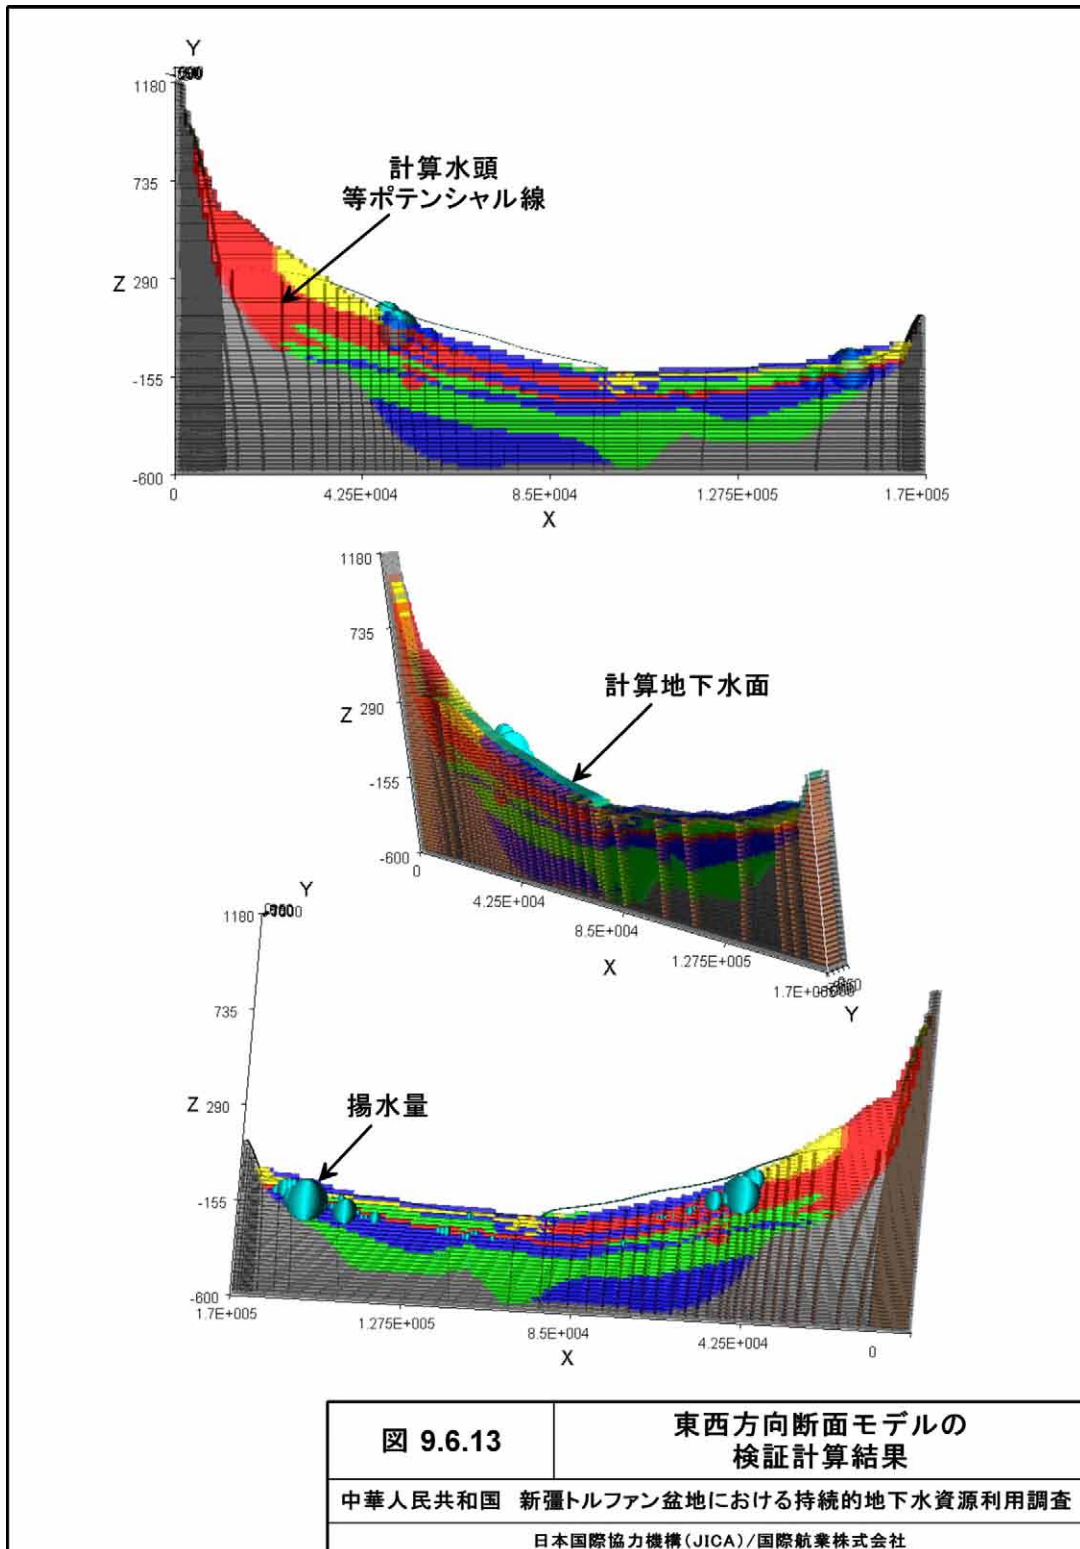 Y
1180
計算水頭
等ポテンシャル線
735
Z 290
-155
-600
0 4.25E+004 8.5E+004 1.275E+005 1.7E+005
X
1180
735
計算地下水面
Z 290
-155
-600
0
4.25E+004
8.5E+004
1.275E+005
X
Y
Y
1180
735
揚水量
Z 290
-155
-600
1.7E+005
1.275E+005
8.5E+004
4.25E+004
0
X
図 9.6.13
東西方向断面モデルの
検証計算結果
中華人民共和国 新疆トルファン盆地における持続的地下水資源利用調査
日本国際協力機構(JICA)/国際航業株式会社